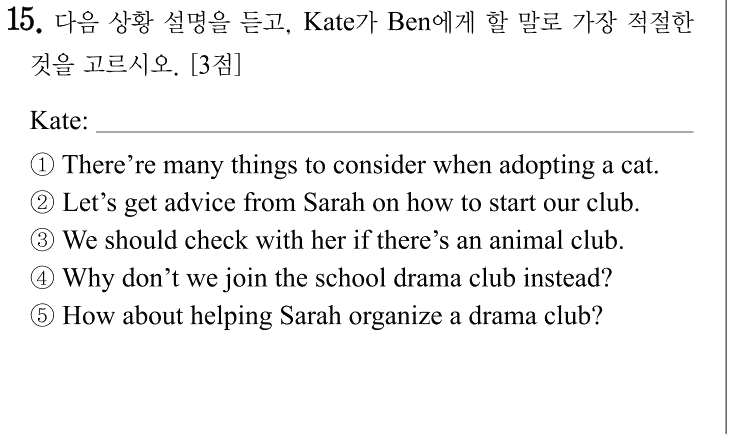 15. 다음 상황 설명을 듣고, Kate가 Ben에게 할 말로 가장 적절한
것을 고르시오. [3점]
Kate:
① There’re many things to consider when adopting a cat.
② Let’s get advice from Sarah on how to start our club.
③ We should check with her if there’s an animal club.
④ Why don’t we join the school drama club instead?
⑤ How about helping Sarah organize a drama club?